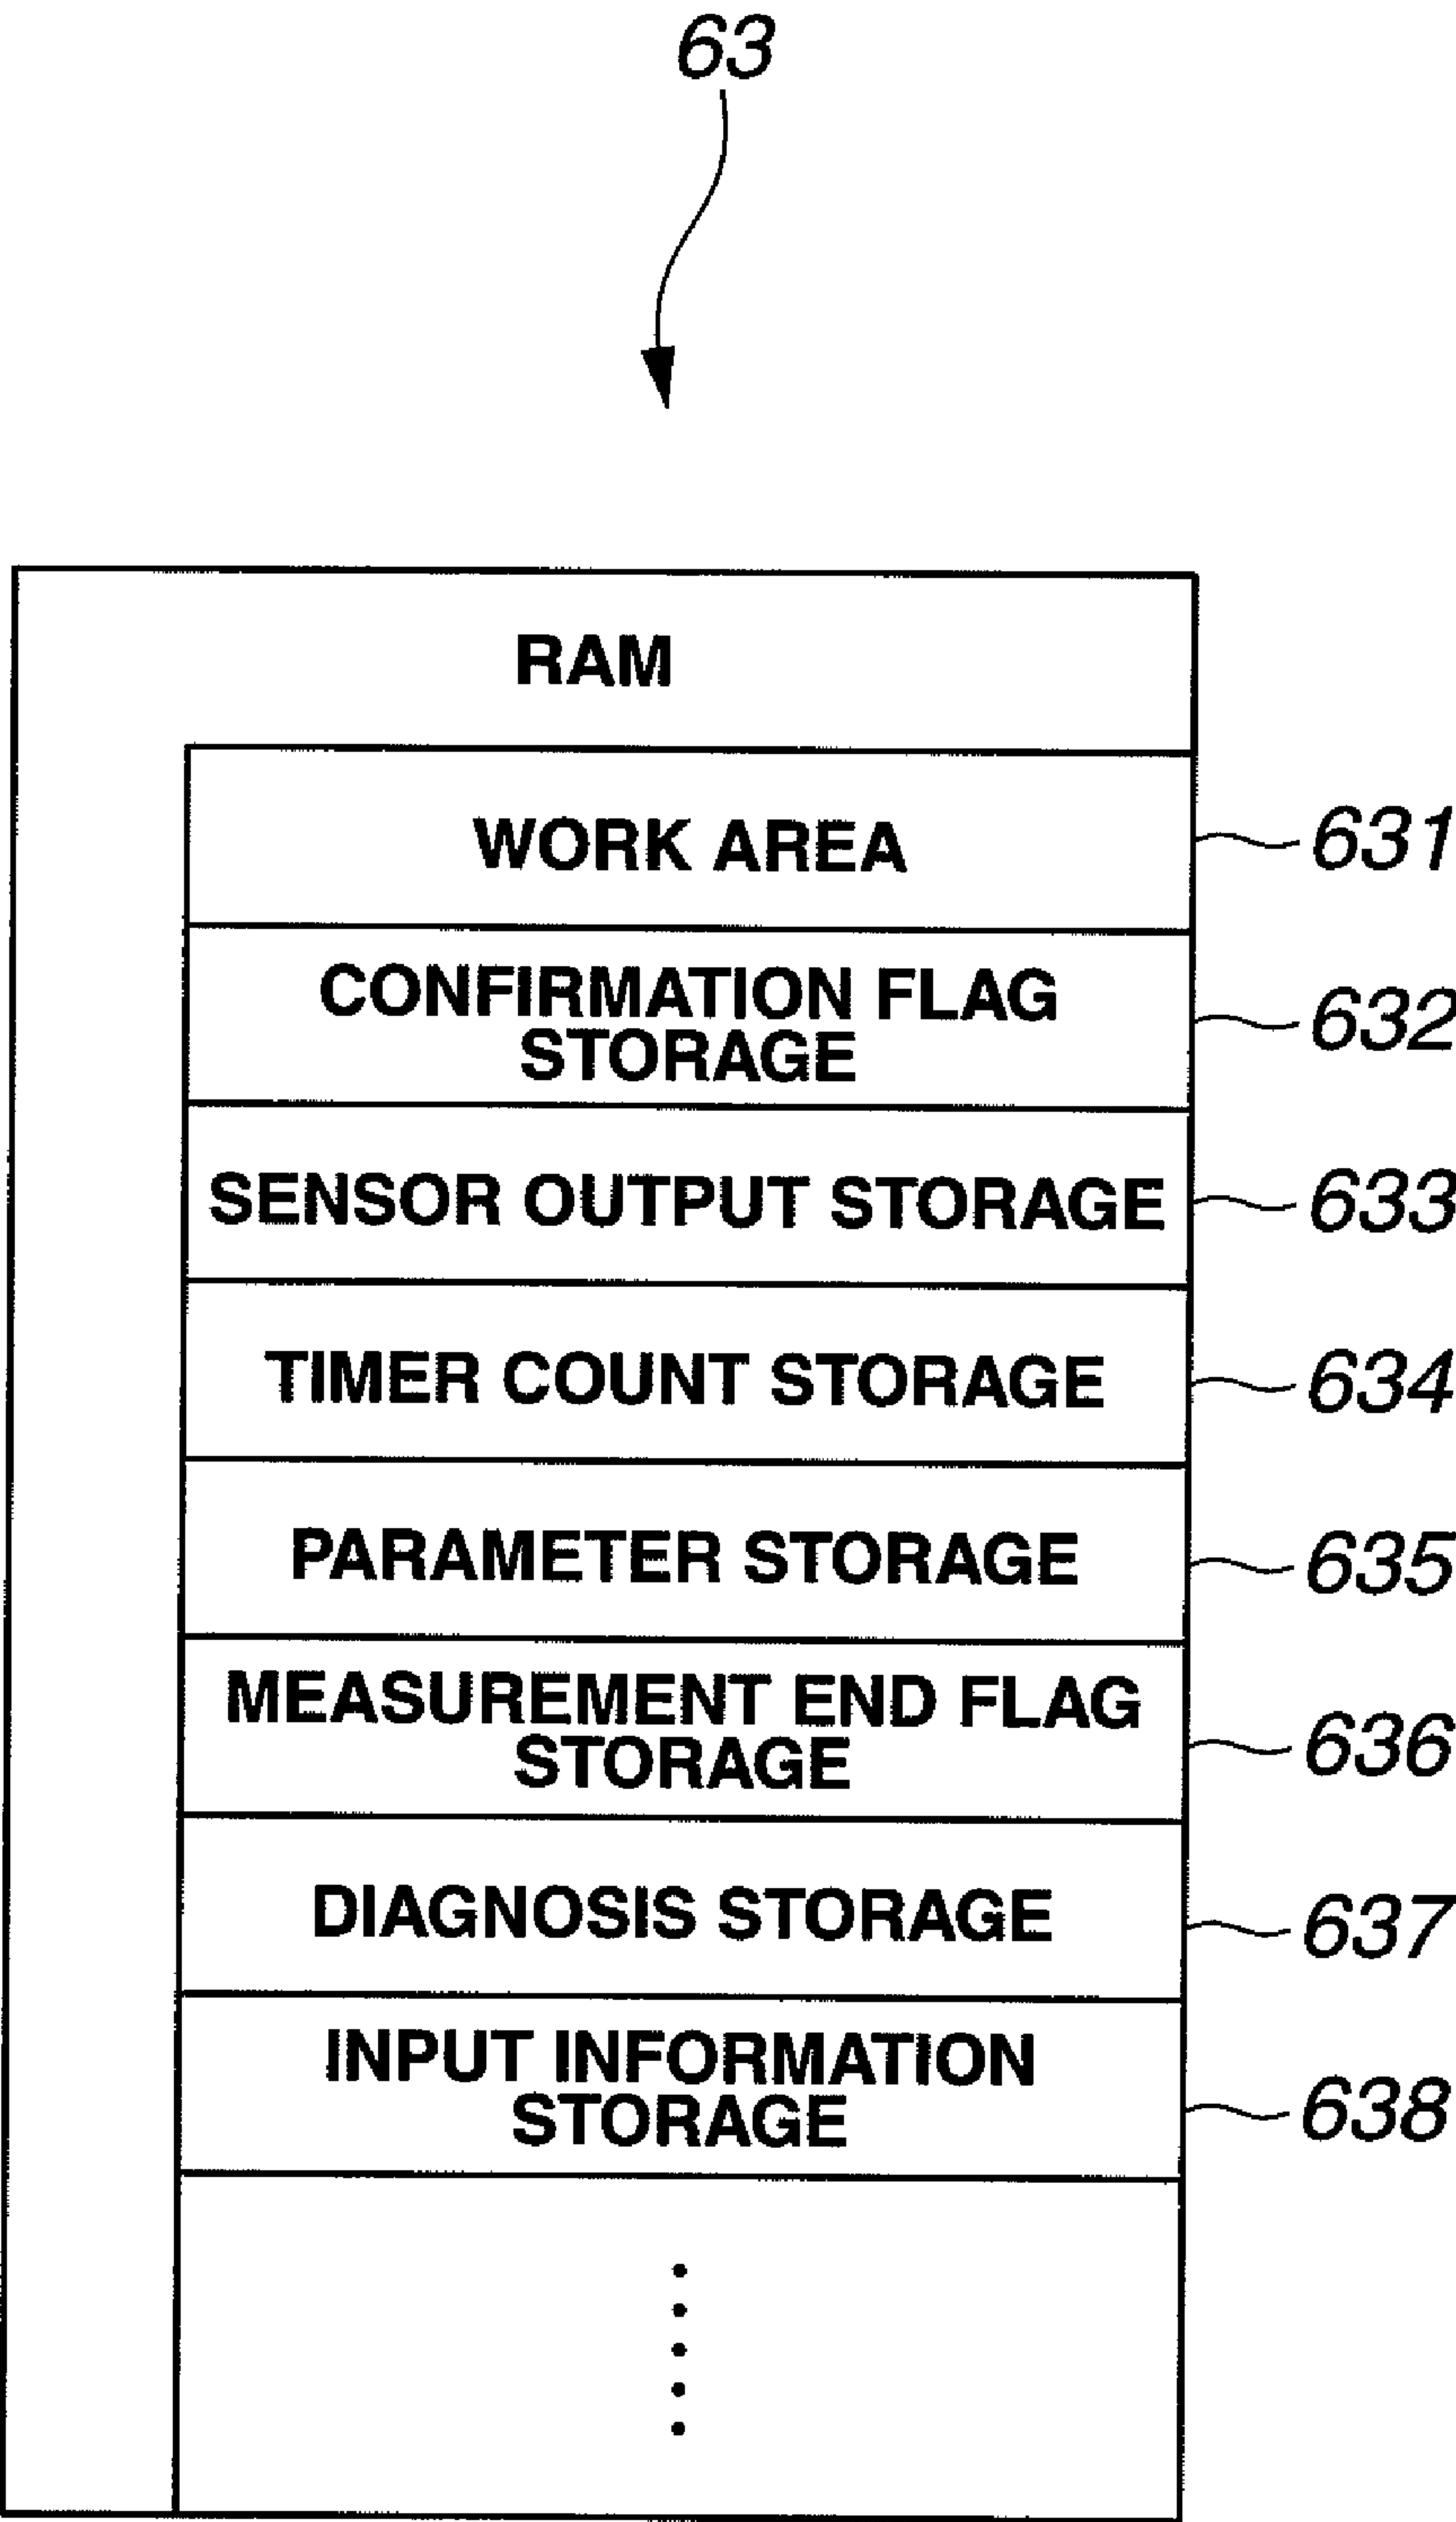 63
RAM
WORK AREA
631
CONFIRMATION FLAG
STORAGE
632
SENSOR OUTPUT STORAGE
633
TIMER COUNT STORAGE
634
PARAMETER STORAGE
635
MEASUREMENT END FLAG
STORAGE
636
DIAGNOSIS STORAGE
637
INPUT INFORMATION
STORAGE
638